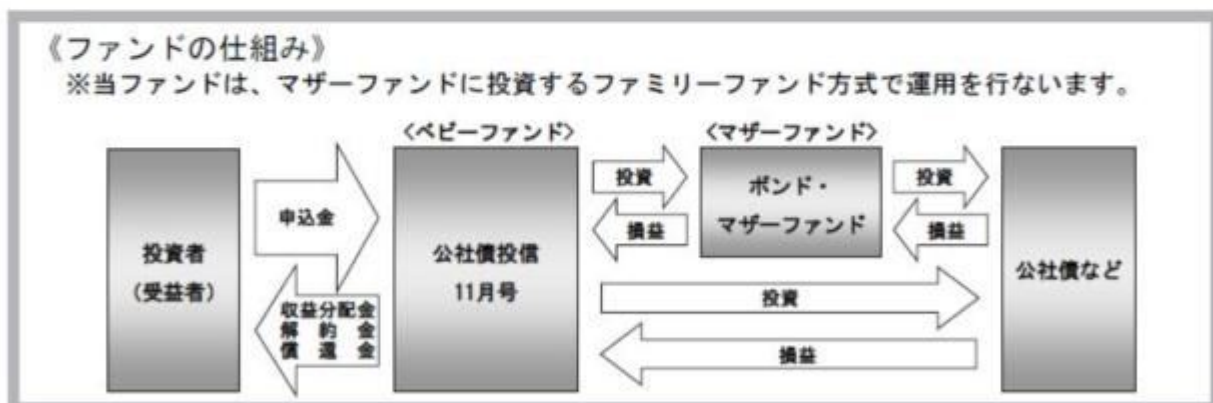 《ファンドの仕組み》
※当ファンドは、マザーファンドに投資するファミリーファンド方式で運用を行ないます。
〈ベビーファンド〉
〈マザーファンド〉
投資者
(受益者)
申込金
収益分配金
解約金
償還金
公社債投信
11月号
投資
損益
ボンド・
マザーファンド
投資
損益
投資
損益
公社債など